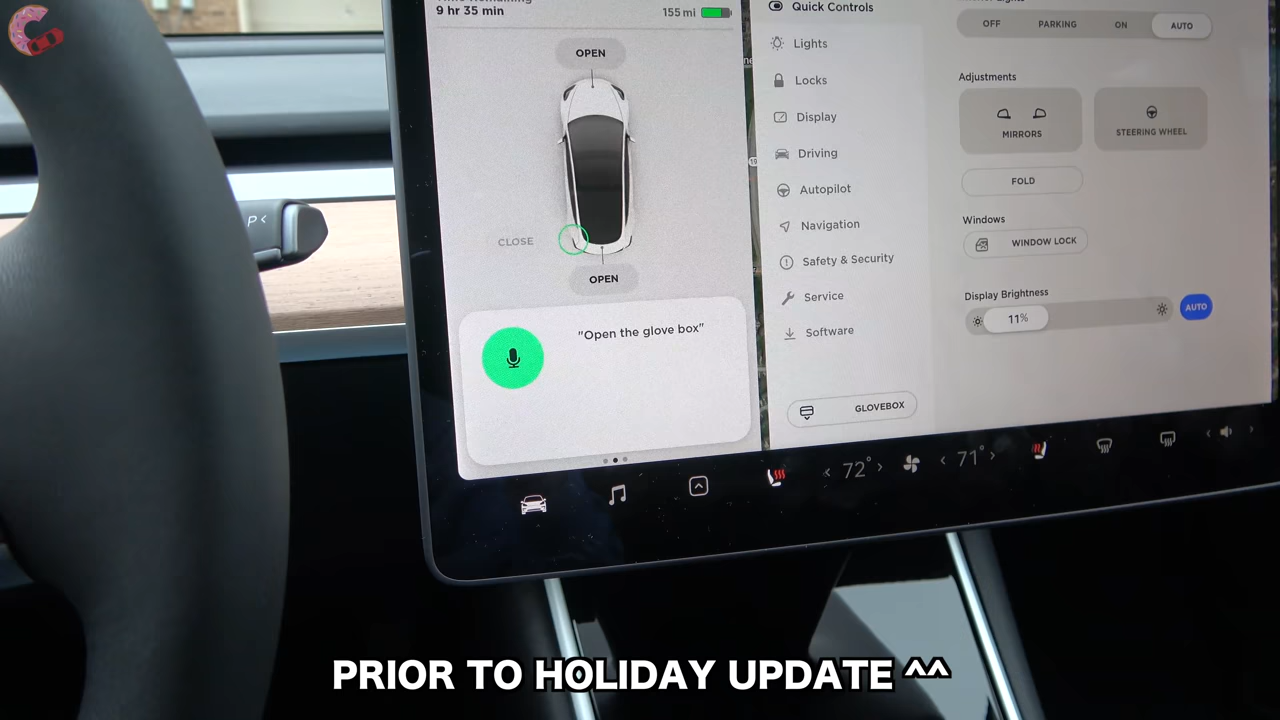 9 hr 35 min
155 mi
OPEN
CLOSE
OPEN
"Open the glove box"
Quick Controls
Lights
Locks
Display
Driving
Autopilot
Navigation
Safety & Security
Service
Software
GLOVEBOX
OFF PARKING ON AUTO
Adjustments
MIRRORS
STEERING WHEEL
FOLD
Windows
WINDOW LOCK
Display Brightness
11%
AUTO
P<
19
< 72° >
< 71° >
PRIOR TO HOLIDAY UPDATE ^^